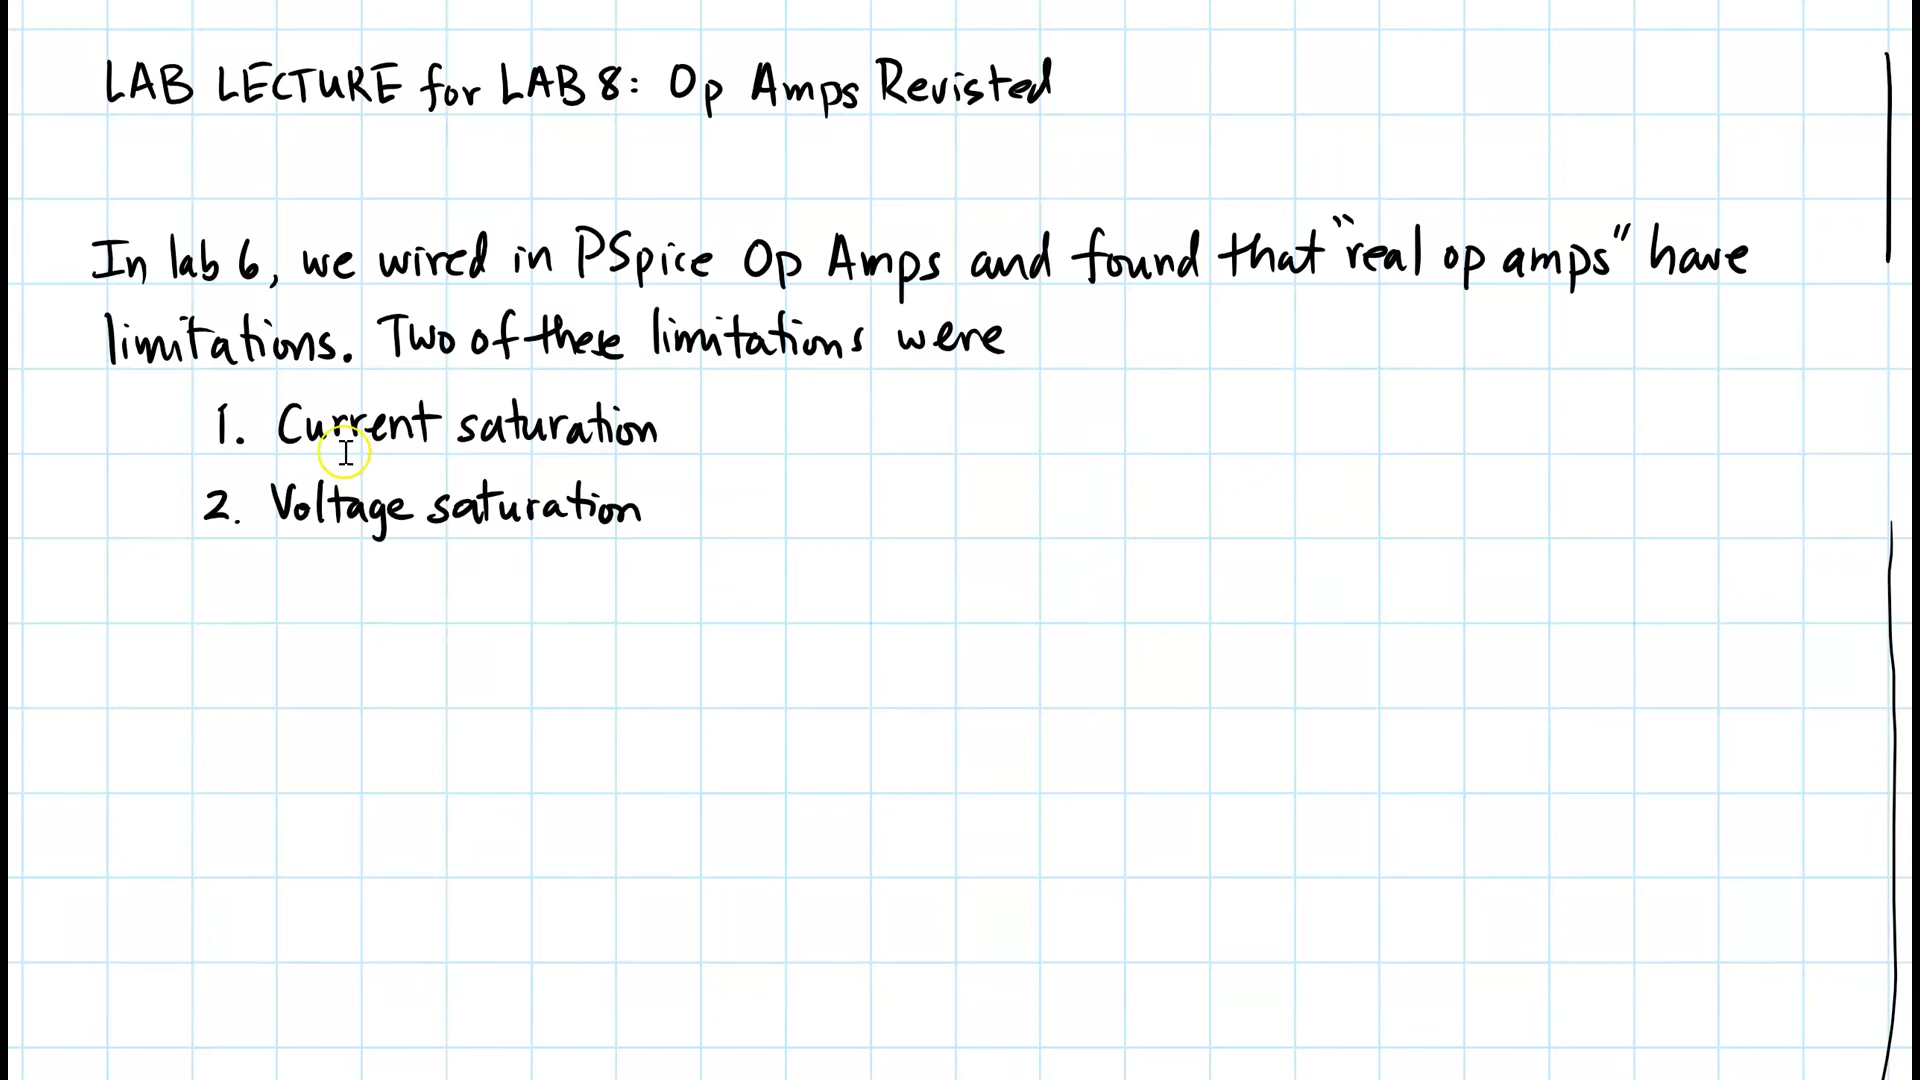 LAB LECTURE for LAB 8: Op Amps Revisted
In lab 6, we wired in PSpice Op Amps and found that "real op amps" have
limitations. Two of these limitations were
1. Current saturation
2. Voltage saturation